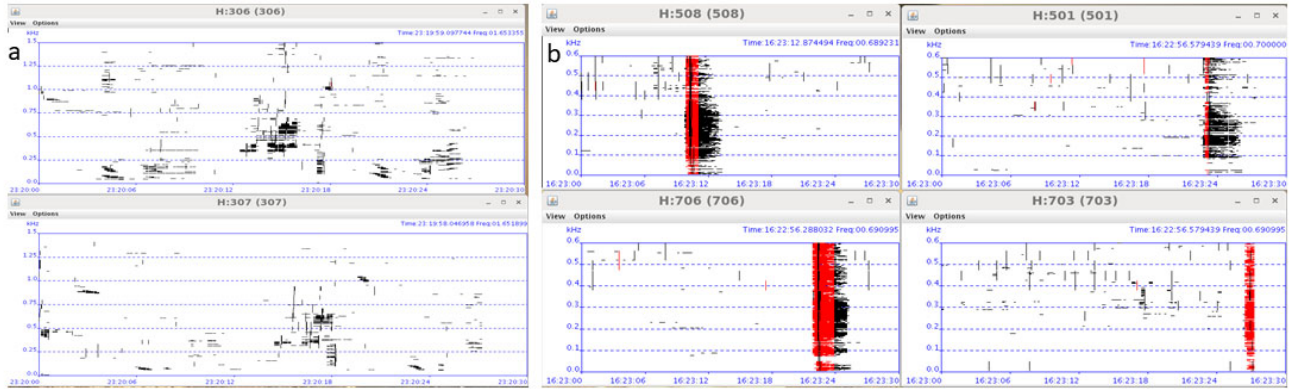 a
H:306 (306)
View Options
kHz
Time:23:19:59.097744 Freq:01.653355
1.5
1.25
1.0
0.75
0.5
0.25
23:20:00 23:20:06 23:20:12 23:20:18 23:20:24 23:20:30
H:307 (307)
View Options
kHz
Time:23:19:58.046958 Freq:01.651899
1.5
1.25
1.0
0.75
0.5
0.25
23:20:00 23:20:06 23:20:12 23:20:18 23:20:24 23:20:30
b
H:508 (508)
View Options
kHz
Time:16:23:12.874494 Freq:00.689231
0.6
0.5
0.4
0.3
0.2
0.1
0.0
16:23:00 16:23:06 16:23:12 16:23:18 16:23:24 16:23:30
H:501 (501)
View Options
kHz
Time:16:22:56.579439 Freq:00.700000
0.6
0.5
0.4
0.3
0.2
0.1
0.0
16:23:00 16:23:06 16:23:12 16:23:18 16:23:24 16:23:30
H:706 (706)
View Options
kHz
Time:16:22:56.288032 Freq:00.690995
0.6
0.5
0.4
0.3
0.2
0.1
0.0
16:23:00 16:23:06 16:23:12 16:23:18 16:23:24 16:23:30
H:703 (703)
View Options
kHz
Time:16:22:56.579439 Freq:00.690995
0.6
0.5
0.4
0.3
0.2
0.1
0.0
16:23:00 16:23:06 16:23:12 16:23:18 16:23:24 16:23:30